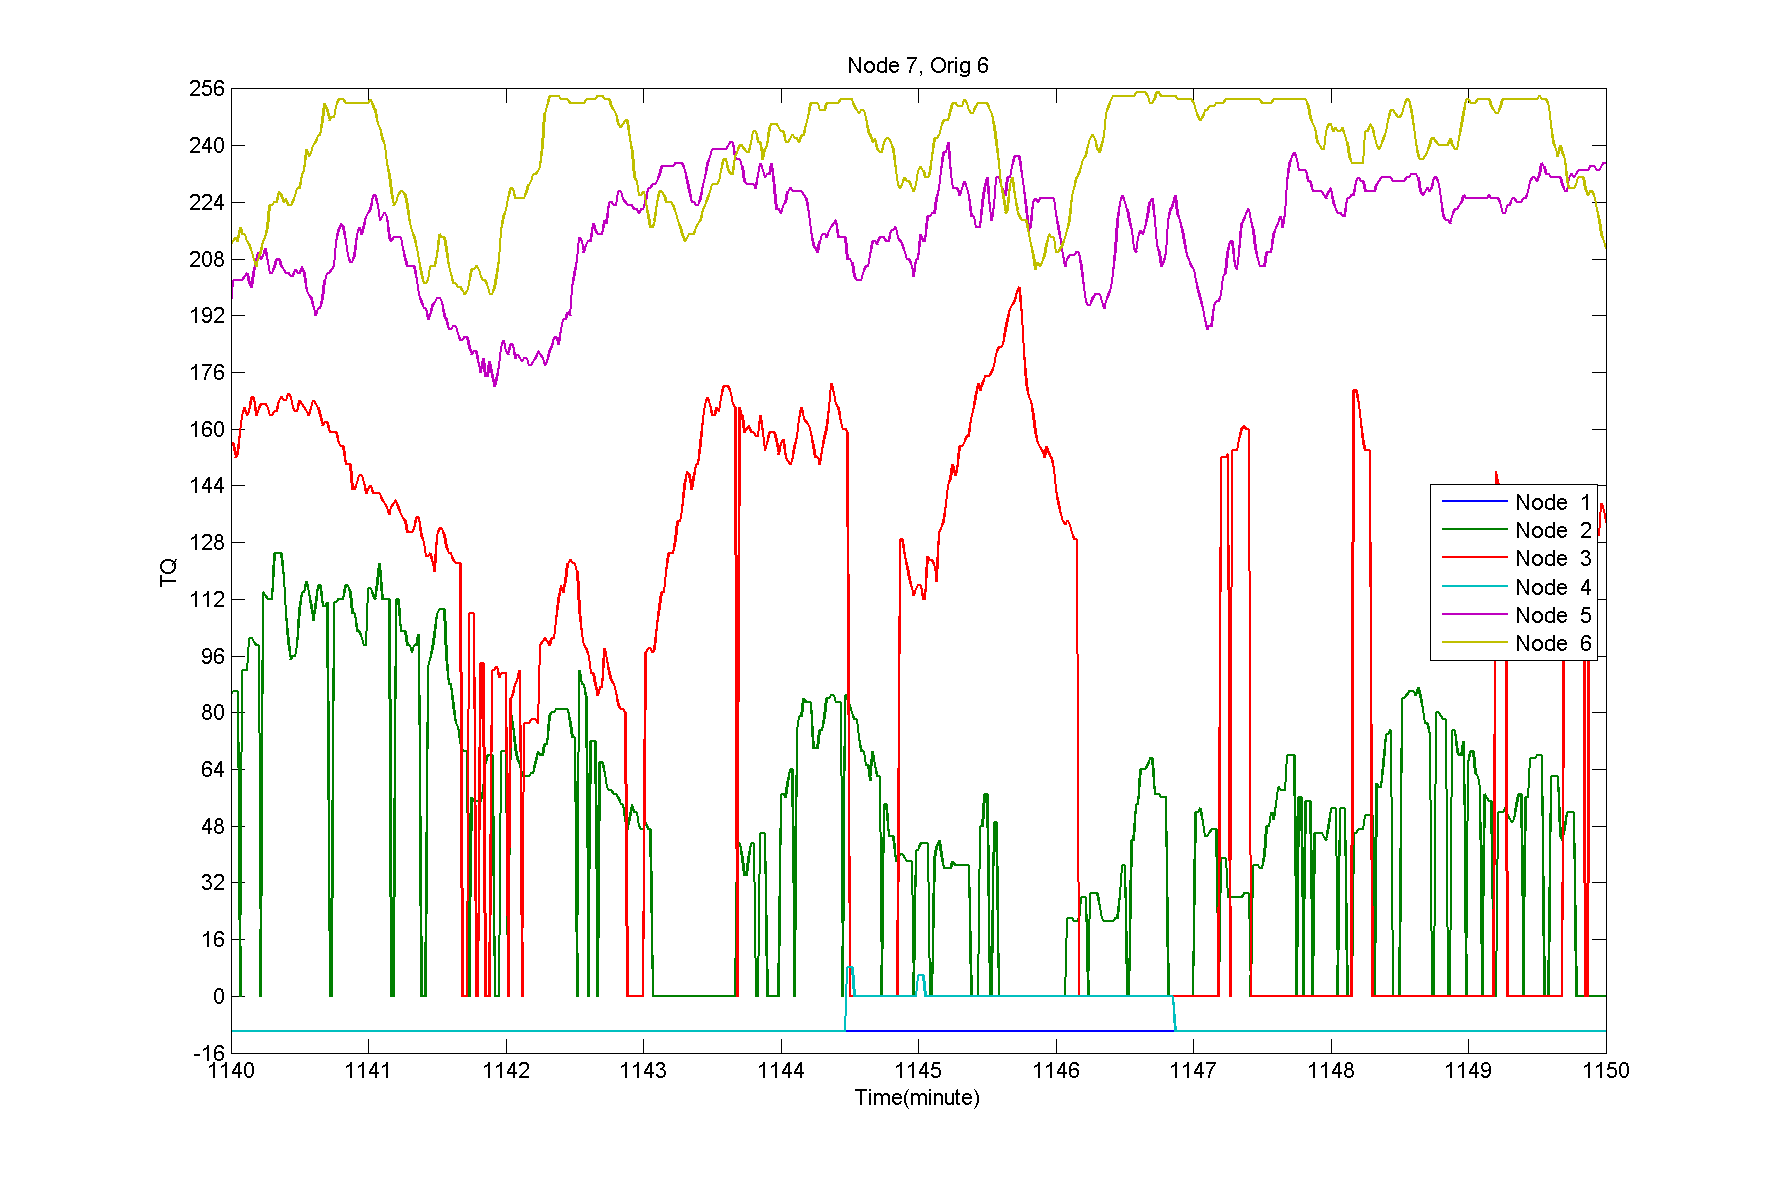 Node 7, Orig 6
256
240
224
208
192
176
160
144
128
112
96
80
64
48
32
16
0
-16
TQ
Node 1
Node 2
Node 3
Node 4
Node 5
Node 6
1140 1141 1142 1143 1144 1145 1146 1147 1148 1149 1150
Time(minute)